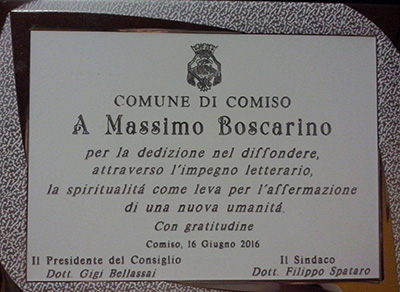 COMUNE DI COMISO
A Massimo Boscarino
per la dedizione nel diffondere,
attraverso l'impegno letterario,
la spiritualitá come leva per l'affermazione
di una nuova umanitá.
Con gratitudine
Comiso, 16 Giugno 2016
Il Presidente del Consiglio Il Sindaco
Dott. Gigi Bellassai Dott. Filippo Spataro